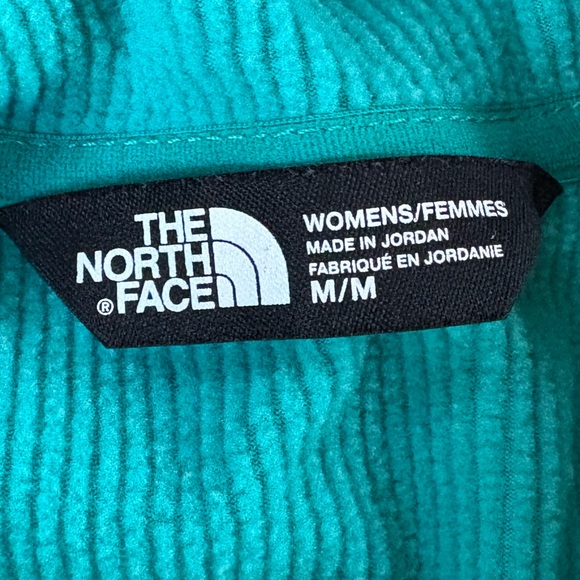 THE
NORTH
® FACE
WOMENS/FEMMES
MADE IN JORDAN
FABRIQUÉ EN JORDANIE
M/M